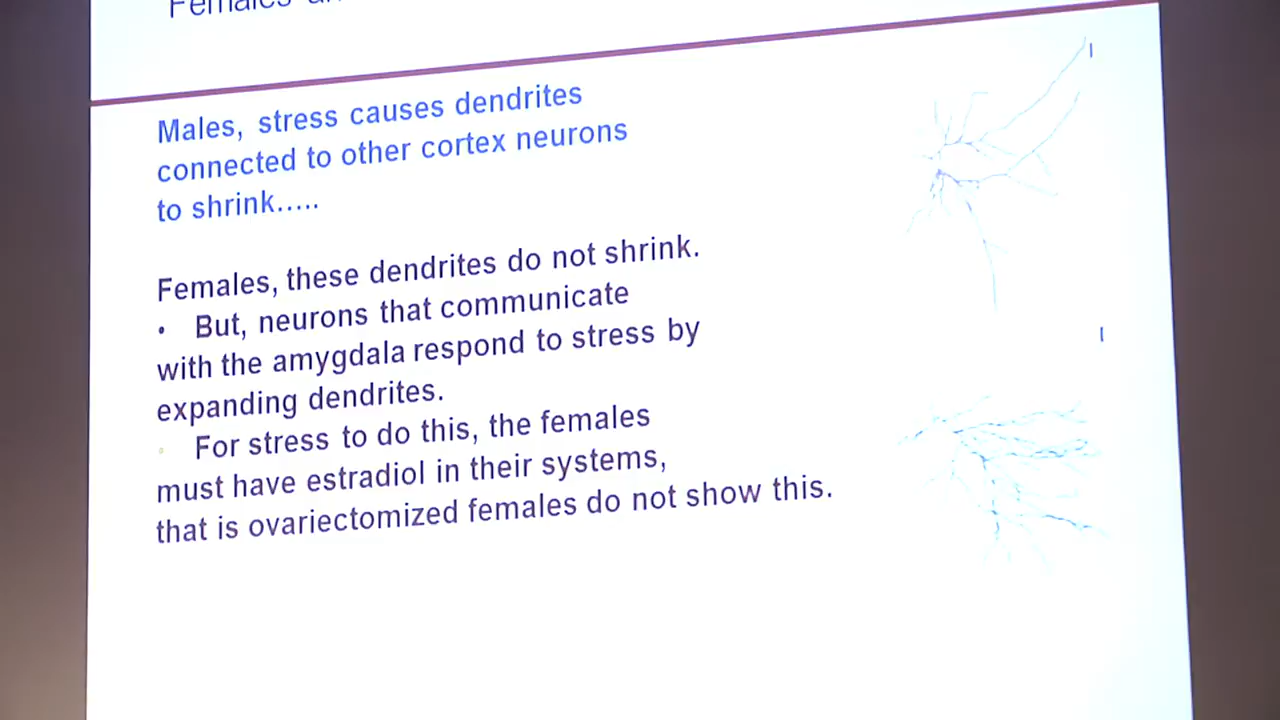 Females
Males, stress causes dendrites
connected to other cortex neurons
to shrink.....
Females, these dendrites do not shrink.
• But, neurons that communicate
with the amygdala respond to stress by
expanding dendrites.
• For stress to do this, the females
must have estradiol in their systems,
that is ovariectomized females do not show this.